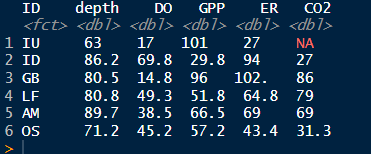 ID depth DO GPP ER CO2
<fct> <dbl> <dbl> <dbl> <dbl> <dbl>
1 IU 63 17 101 27 NA
2 ID 86.2 69.8 29.8 94 27
3 GB 80.5 14.8 96 102. 86
4 LF 80.8 49.3 51.8 64.8 79
5 AM 89.7 38.5 66.5 69 69
6 OS 71.2 45.2 57.2 43.4 31.3
>